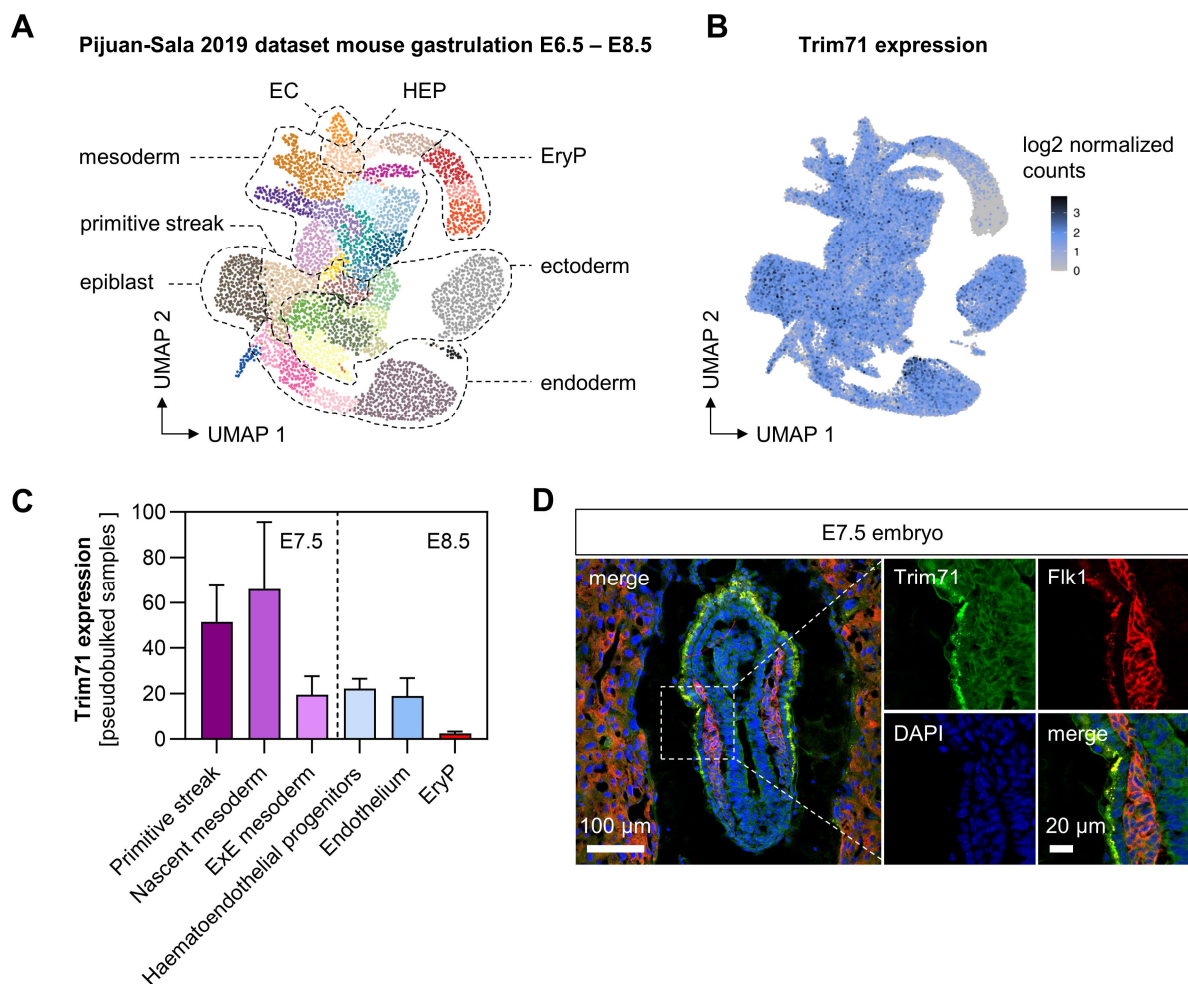 A
Pijuan-Sala 2019 dataset mouse gastrulation E6.5 – E8.5
EC
HEP
mesoderm
EryP
primitive streak
epiblast
ectoderm
endoderm
UMAP 2
UMAP 1
B
Trim71 expression
log2 normalized
counts
3
2
1
0
UMAP 2
UMAP 1
C
Trim71 expression
[pseudobulked samples ]
100
80
60
40
20
0
E7.5
E8.5
Primitive streak
Nascent mesoderm
ExE mesoderm
Haematoendothelial progenitors
Endothelium
EryP
D
E7.5 embryo
merge
100 µm
Trim71
Flk1
DAPI
merge
20 µm